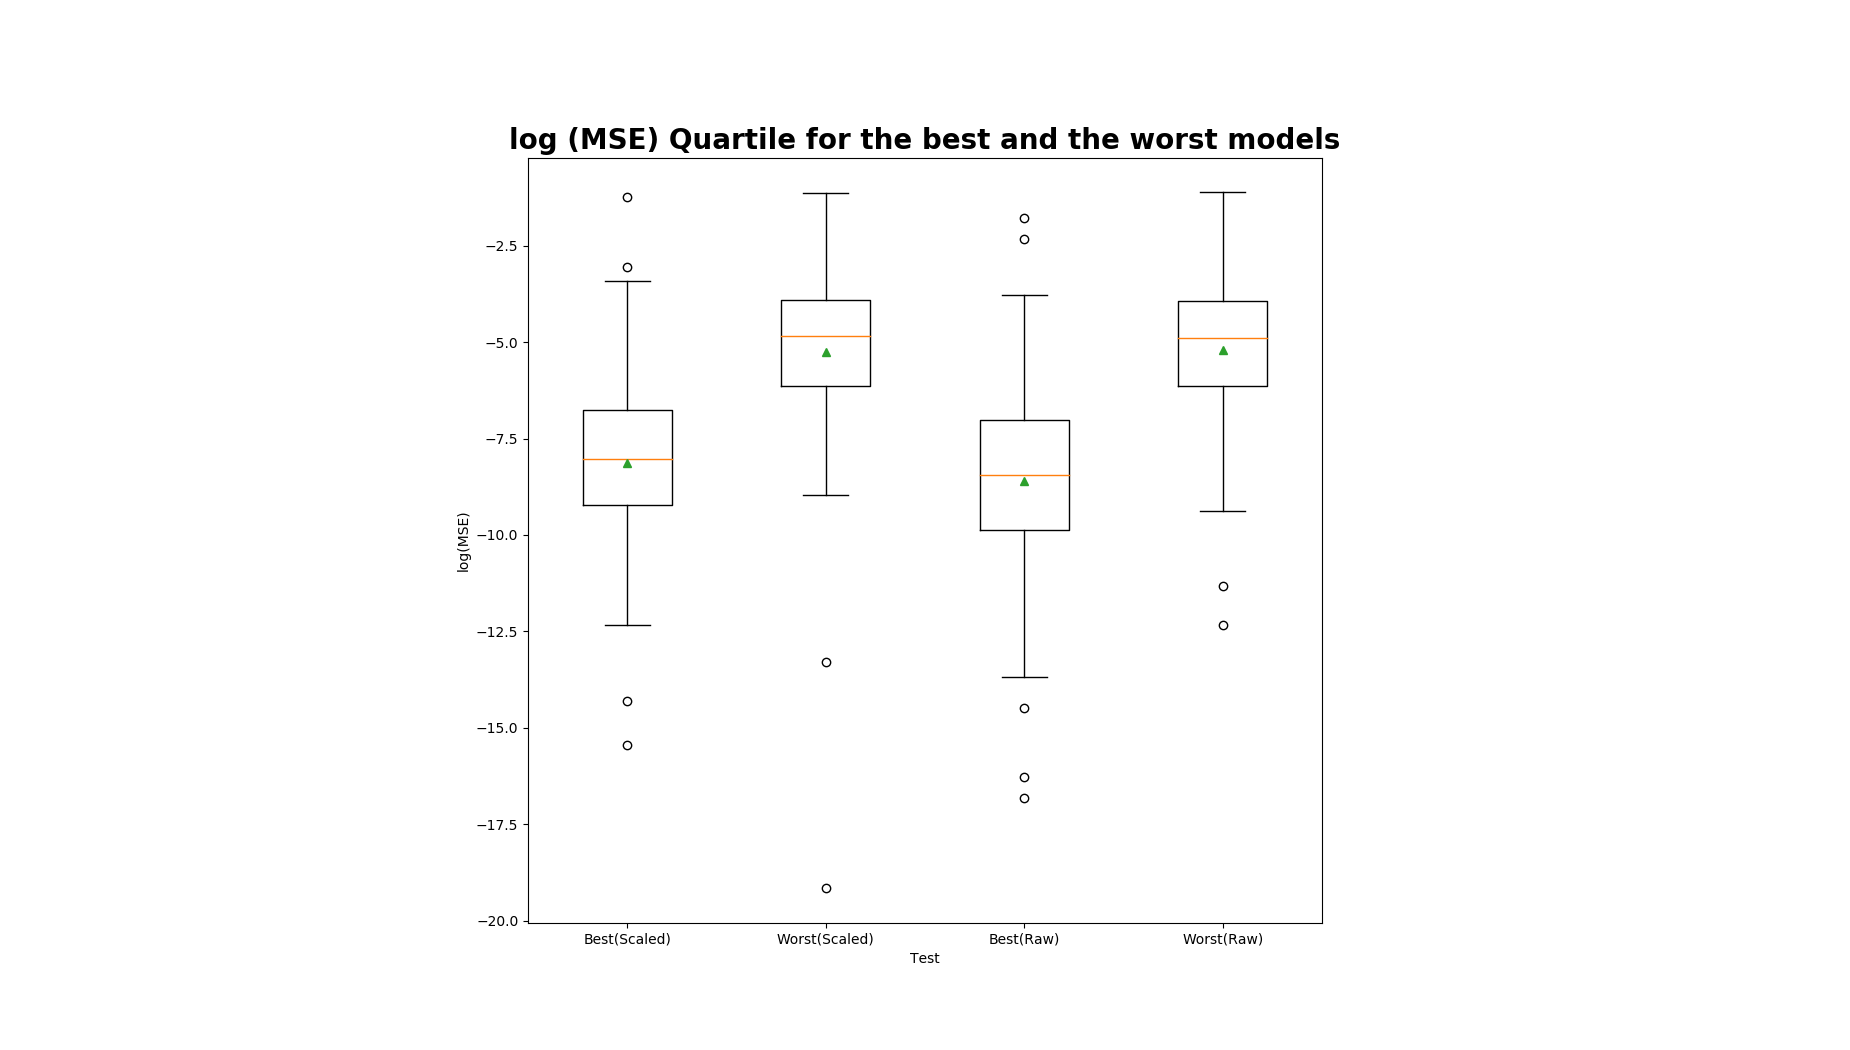 log (MSE) Quartile for the best and the worst models
log(MSE)
−2.5
−5.0
−7.5
−10.0
−12.5
−15.0
−17.5
−20.0
Best(Scaled) Worst(Scaled) Best(Raw) Worst(Raw)
Test